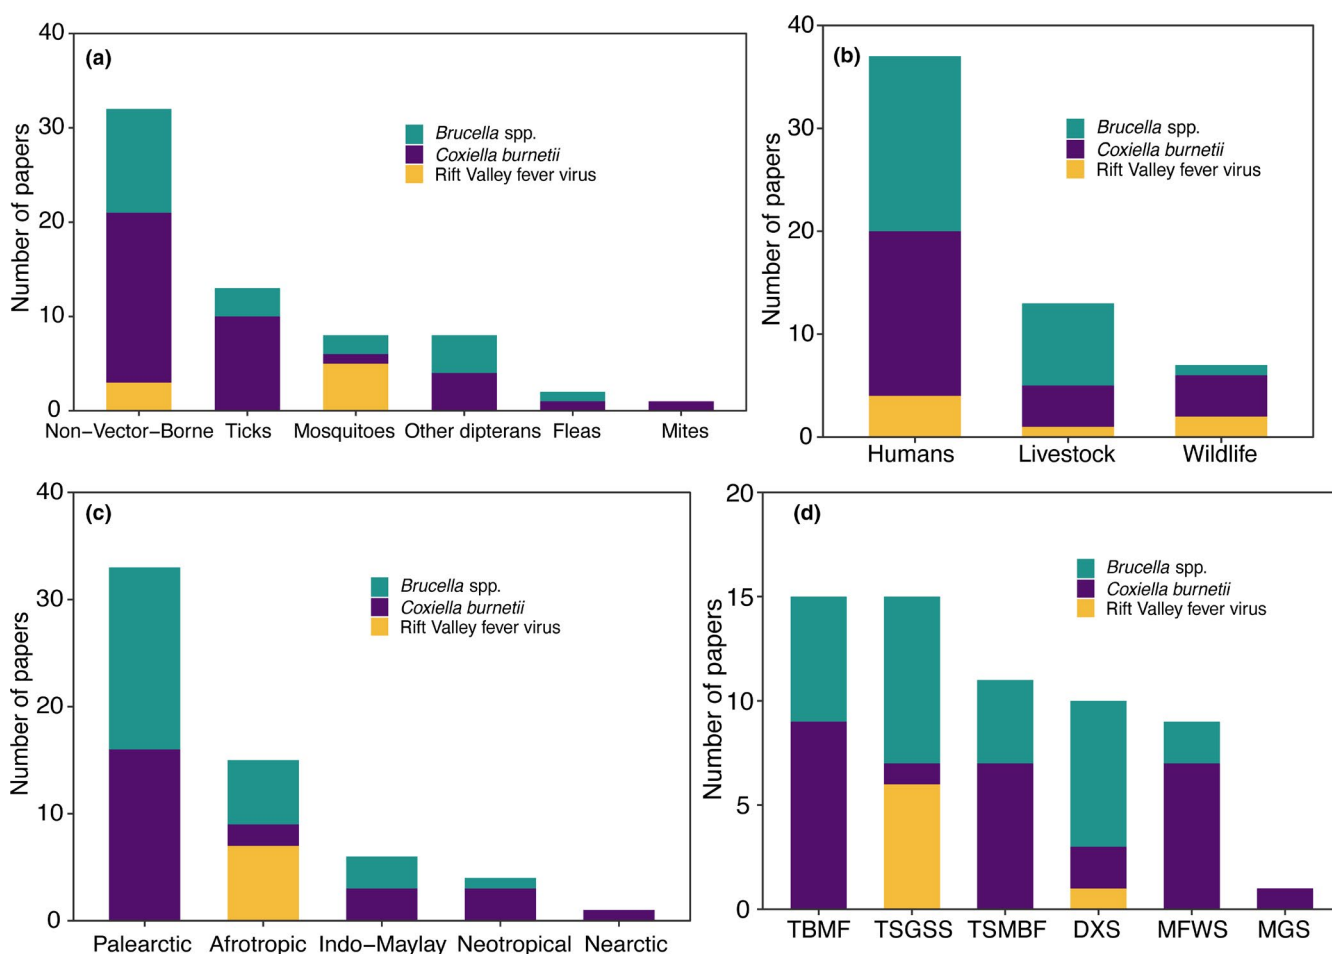 (a)
Number of papers
40
30
20
10
0
Brucella spp.
Coxiella burnetii
Rift Valley fever virus
Non–Vector–Borne Ticks Mosquitoes Other dipterans Fleas Mites
(b)
Number of papers
40
30
20
10
0
Brucella spp.
Coxiella burnetii
Rift Valley fever virus
Humans Livestock Wildlife
(c)
Number of papers
40
30
20
10
0
Brucella spp.
Coxiella burnetii
Rift Valley fever virus
Palearctic Afrotropic Indo–Maylay Neotropical Nearctic
(d)
Number of papers
20
15
10
5
0
Brucella spp.
Coxiella burnetii
Rift Valley fever virus
TBMF TSGSS TSMBF DXS MFWS MGS